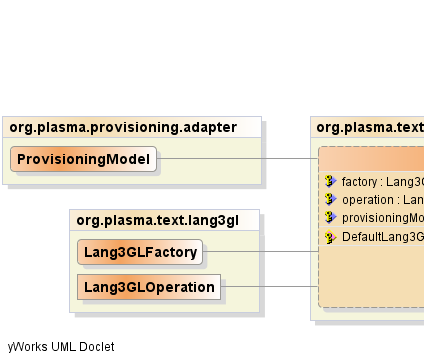 org.plasma.provisioning.adapter
ProvisioningModel
org.plasma.text.lang3gl
Lang3GLFactory
Lang3GLOperation
org.plasma.text
factory : Lang3G
operation : Lang
provisioningMo
DefaultLang3G
yWorks UML Doclet